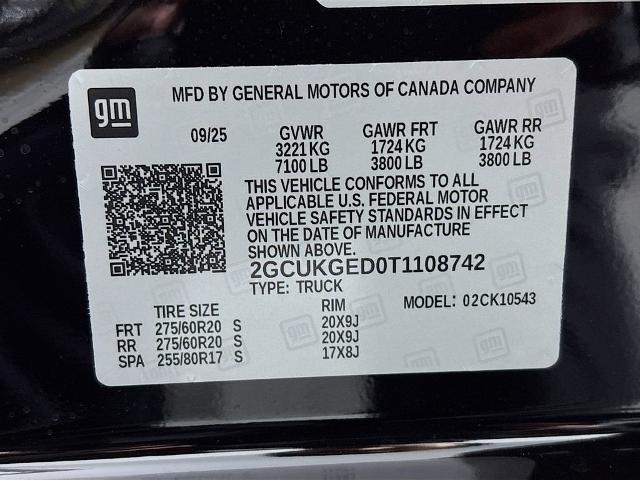 gm
MFD BY GENERAL MOTORS OF CANADA COMPANY
09/25 GVWR GAWR FRT GAWR RR
3221 KG 1724 KG 1724 KG
7100 LB 3800 LB 3800 LB
THIS VEHICLE CONFORMS TO ALL
APPLICABLE U.S. FEDERAL MOTOR
VEHICLE SAFETY STANDARDS IN EFFECT
ON THE DATE OF MANUFACTURE
SHOWN ABOVE.
2GCUKGED0T1108742
TYPE: TRUCK MODEL: 02CK10543
TIRE SIZE RIM
FRT 275/60R20 S 20X9J
RR 275/60R20 S 20X9J
SPA 255/80R17 S 17X8J